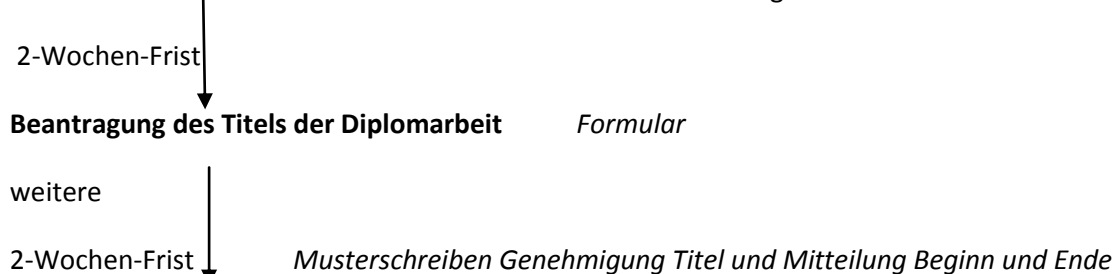 2-Wochen-Frist
Beantragung des Titels der Diplomarbeit Formular
weitere
2-Wochen-Frist Musterschreiben Genehmigung Titel und Mitteilung Beginn und Ende